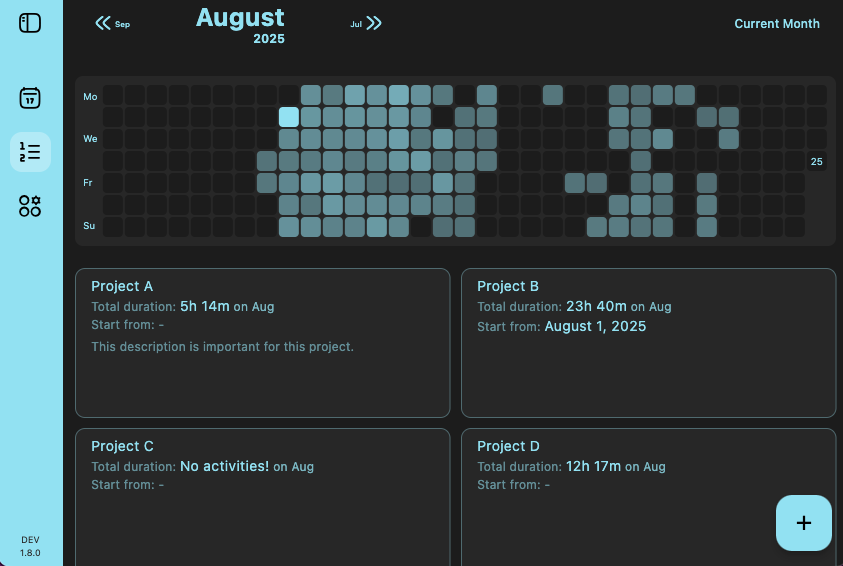 Sep
August
2025
Jul
Current Month
17
1
2
Mo
We
25
Fr
Su
Project A
Total duration: 5h 14m on Aug
Start from: -
This description is important for this project.
Project B
Total duration: 23h 40m on Aug
Start from: August 1, 2025
Project C
Total duration: No activities! on Aug
Start from: -
Project D
Total duration: 12h 17m on Aug
Start from: -
+
DEV
1.8.0